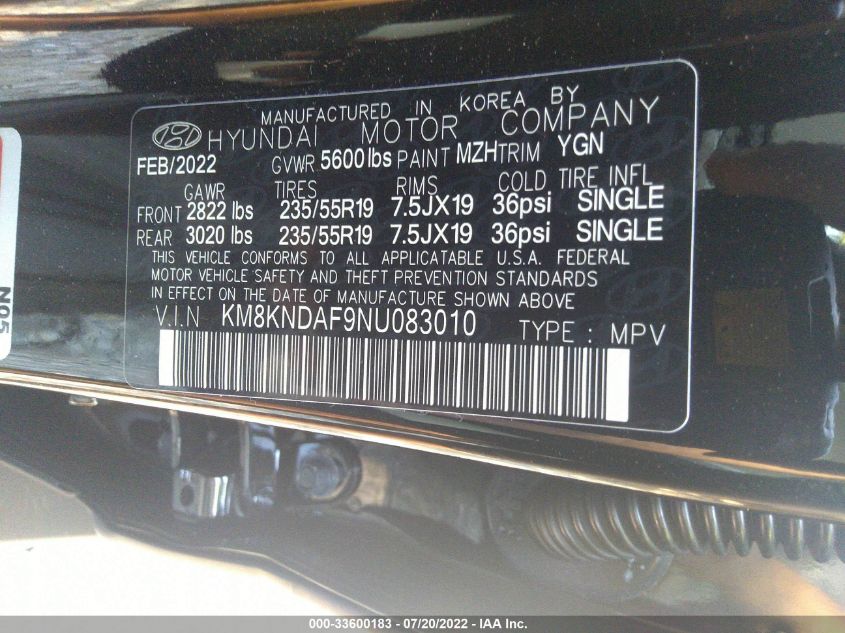 MANUFACTURED IN KOREA BY
HYUNDAI MOTOR COMPANY
FEB/2022 GVWR 5600lbs PAINT MZH TRIM YGN
GAWR TIRES RIMS COLD TIRE INFL
FRONT 2822 lbs 235/55R19 7.5JX19 36psi SINGLE
REAR 3020 lbs 235/55R19 7.5JX19 36psi SINGLE
THIS VEHICLE CONFORMS TO ALL APPLICATABLE U.S.A. FEDERAL
MOTOR VEHICLE SAFETY AND THEFT PREVENTION STANDARDS
IN EFFECT ON THE DATE OF MANUFACTURE SHOWN ABOVE
V.I.N KM8KNDAF9NU083010 TYPE : MPV
N05
000-33600183 - 07/20/2022 - IAA Inc.